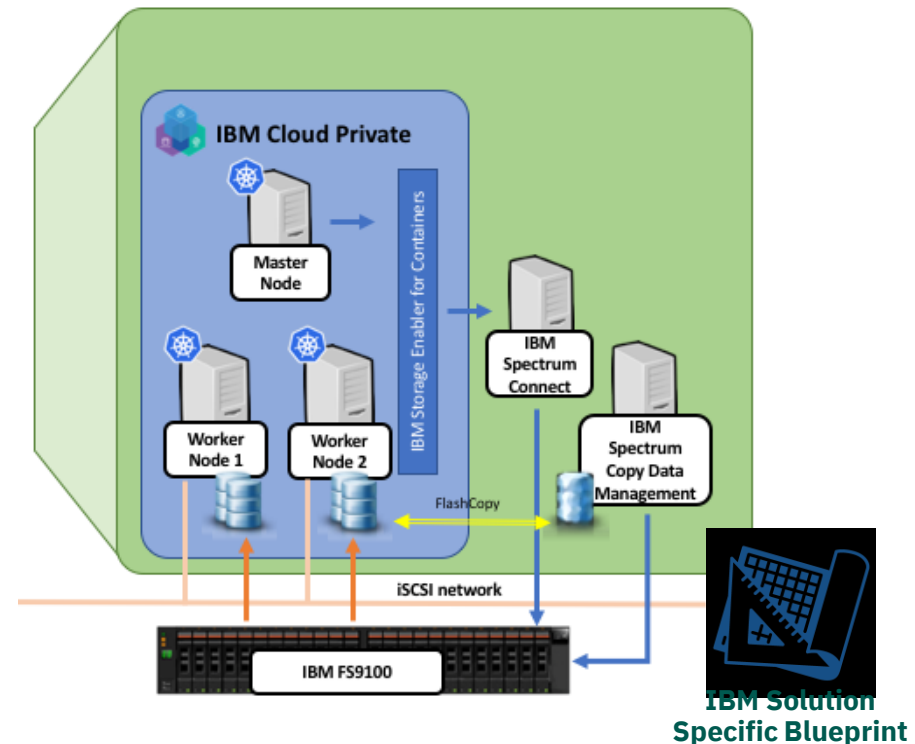 IBM Cloud Private
Master
Node
IBM Storage Enabler for Containers
IBM
Spectrum
Connect
Worker
Node 1
Worker
Node 2
IBM
Spectrum
Copy Data
Management
FlashCopy
iSCSI network
IBM FS9100
IBM Solution
Specific Blueprint